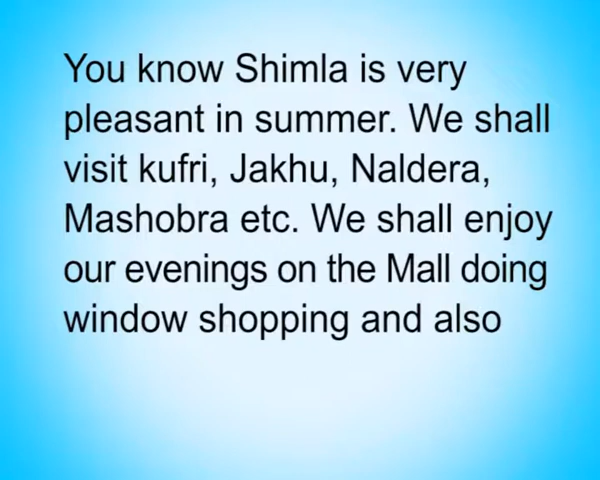 You know Shimla is very
pleasant in summer. We shall
visit kufri, Jakhu, Naldera,
Mashobra etc. We shall enjoy
our evenings on the Mall doing
window shopping and also